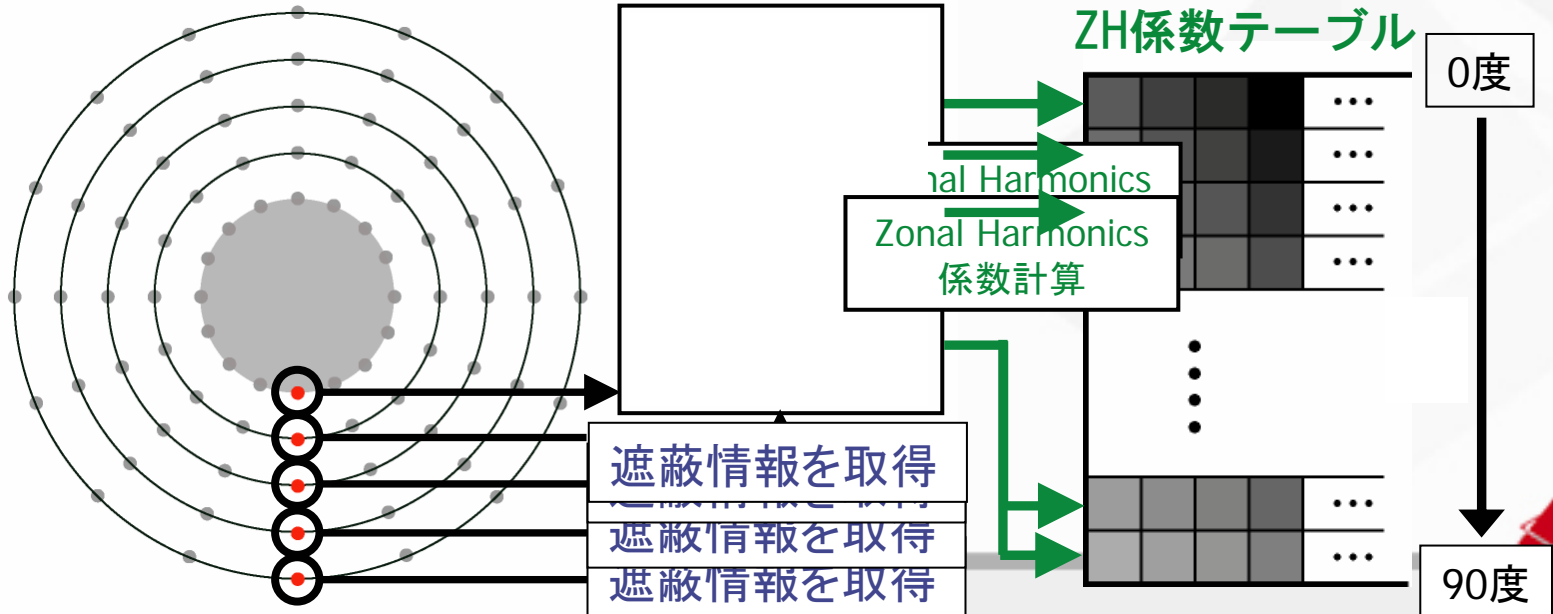 ZH係数テーブル
0度
nal Harmonics
Zonal Harmonics
係数計算
遮蔽情報を取得
遮蔽情報を取得
遮蔽情報を取得
90度